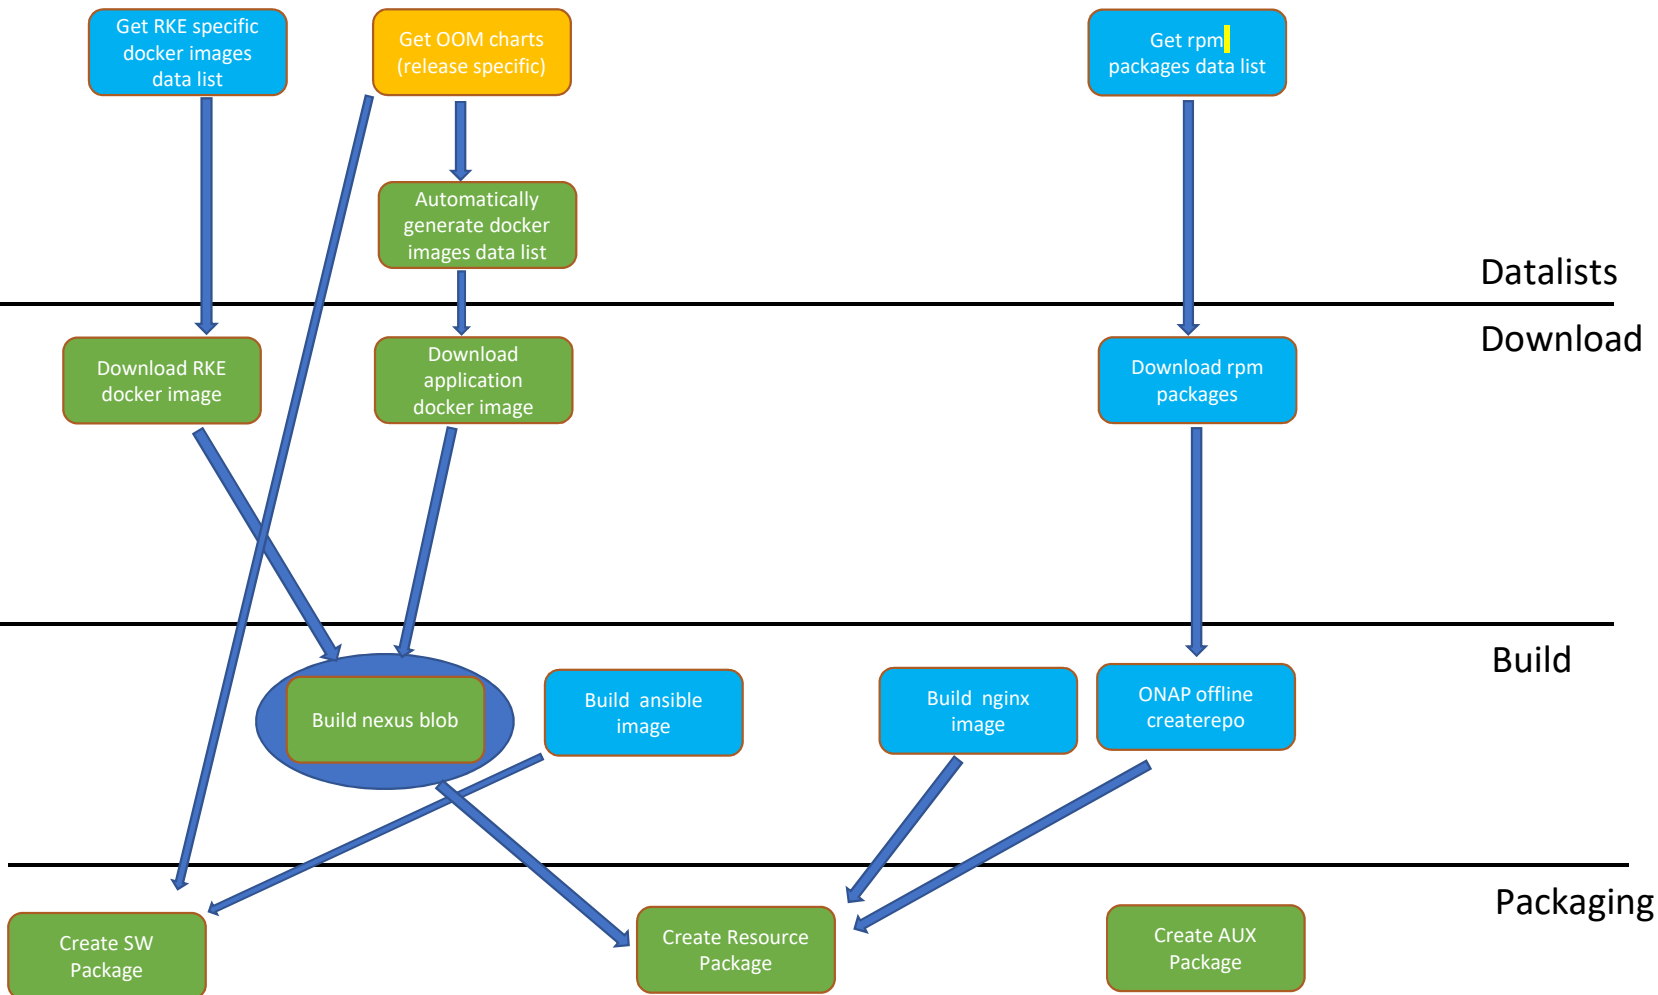 Get RKE specific
docker images
data list
Get OOM charts
(release specific)
Get rpm
packages data list
Automatically
generate docker
images data list
Datalists
Download
Download RKE
docker image
Download
application
docker image
Download rpm
packages
Build
Build nexus blob
Build ansible
image
Build nginx
image
ONAP offline
createrepo
Packaging
Create SW
Package
Create Resource
Package
Create AUX
Package